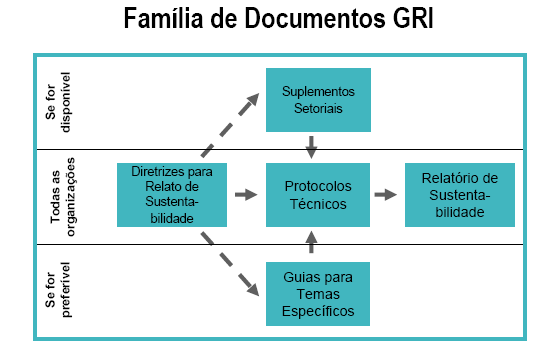 Família de Documentos GRI
Se for
disponível
Suplementos
Setoriais
Todas as
organizações
Diretrizes para
Relato de
Sustenta-
bilidade
Protocolos
Técnicos
Relatório de
Sustenta-
bilidade
Se for
preferível
Guias para
Temas
Específicos